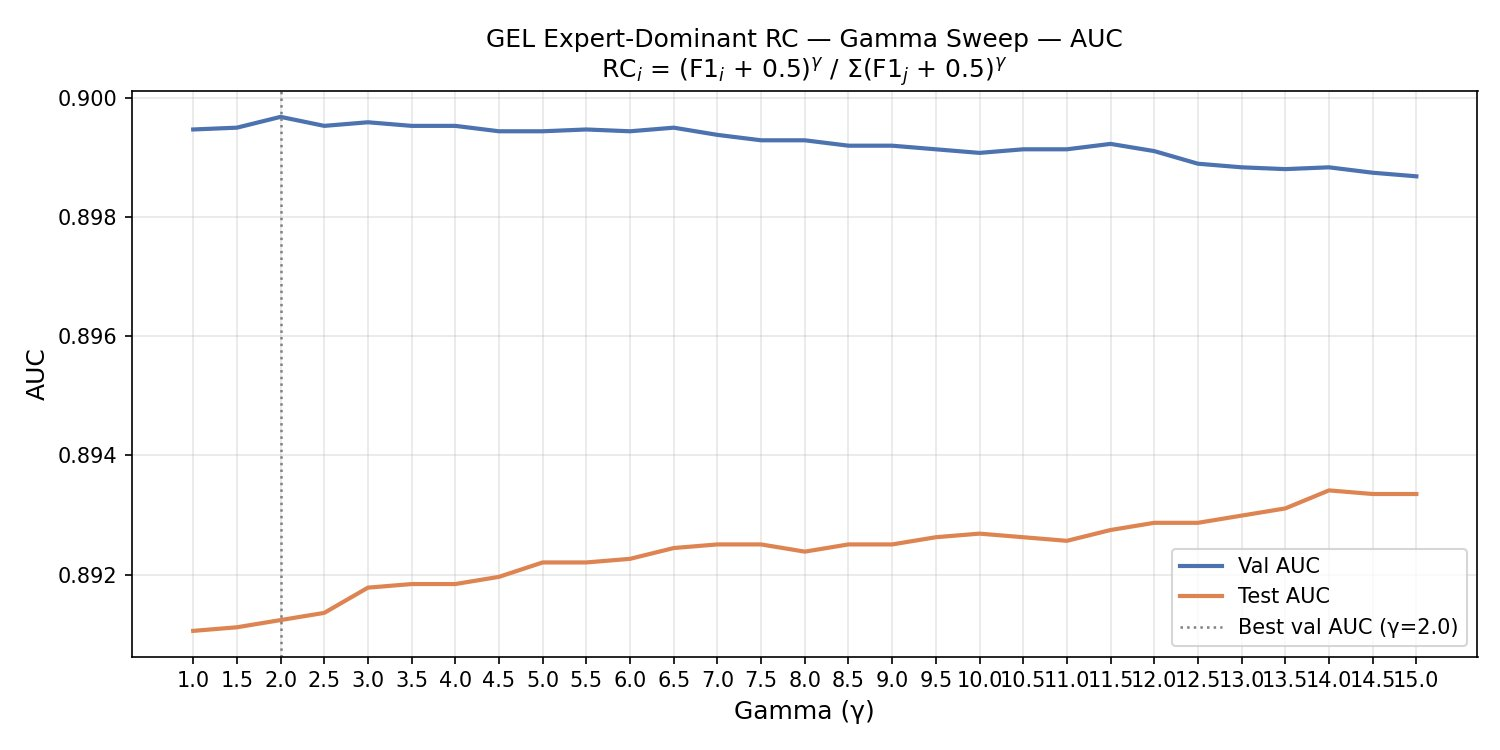 GEL Expert-Dominant RC — Gamma Sweep — AUC
RCᵢ = (F1ᵢ + 0.5)^γ / Σ(F1ⱼ + 0.5)^γ
0.900
0.898
0.896
0.894
0.892
AUC
Val AUC
Test AUC
Best val AUC (γ=2.0)
1.0 1.5 2.0 2.5 3.0 3.5 4.0 4.5 5.0 5.5 6.0 6.5 7.0 7.5 8.0 8.5 9.0 9.5 10.0 10.5 11.0 11.5 12.0 12.5 13.0 13.5 14.0 14.5 15.0
Gamma (γ)